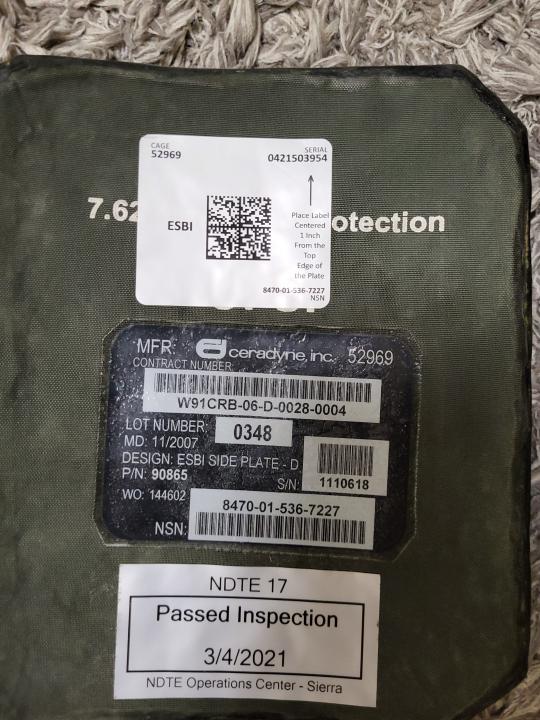 CAGE
52969
SERIAL
0421503954
7.62
ESBI
Place Label
Centered
1 Inch
From the
Top
Edge of
the Plate
otection
8470-01-536-7227
NSN
MFR: ceradyne, inc. 52969
CONTRACT NUMBER:
W91CRB-06-D-0028-0004
LOT NUMBER: 0348
MD: 11/2007
DESIGN: ESBI SIDE PLATE - D
P/N: 90865
S/N: 1110618
WO: 144602
8470-01-536-7227
NSN:
NDTE 17
Passed Inspection
3/4/2021
NDTE Operations Center - Sierra